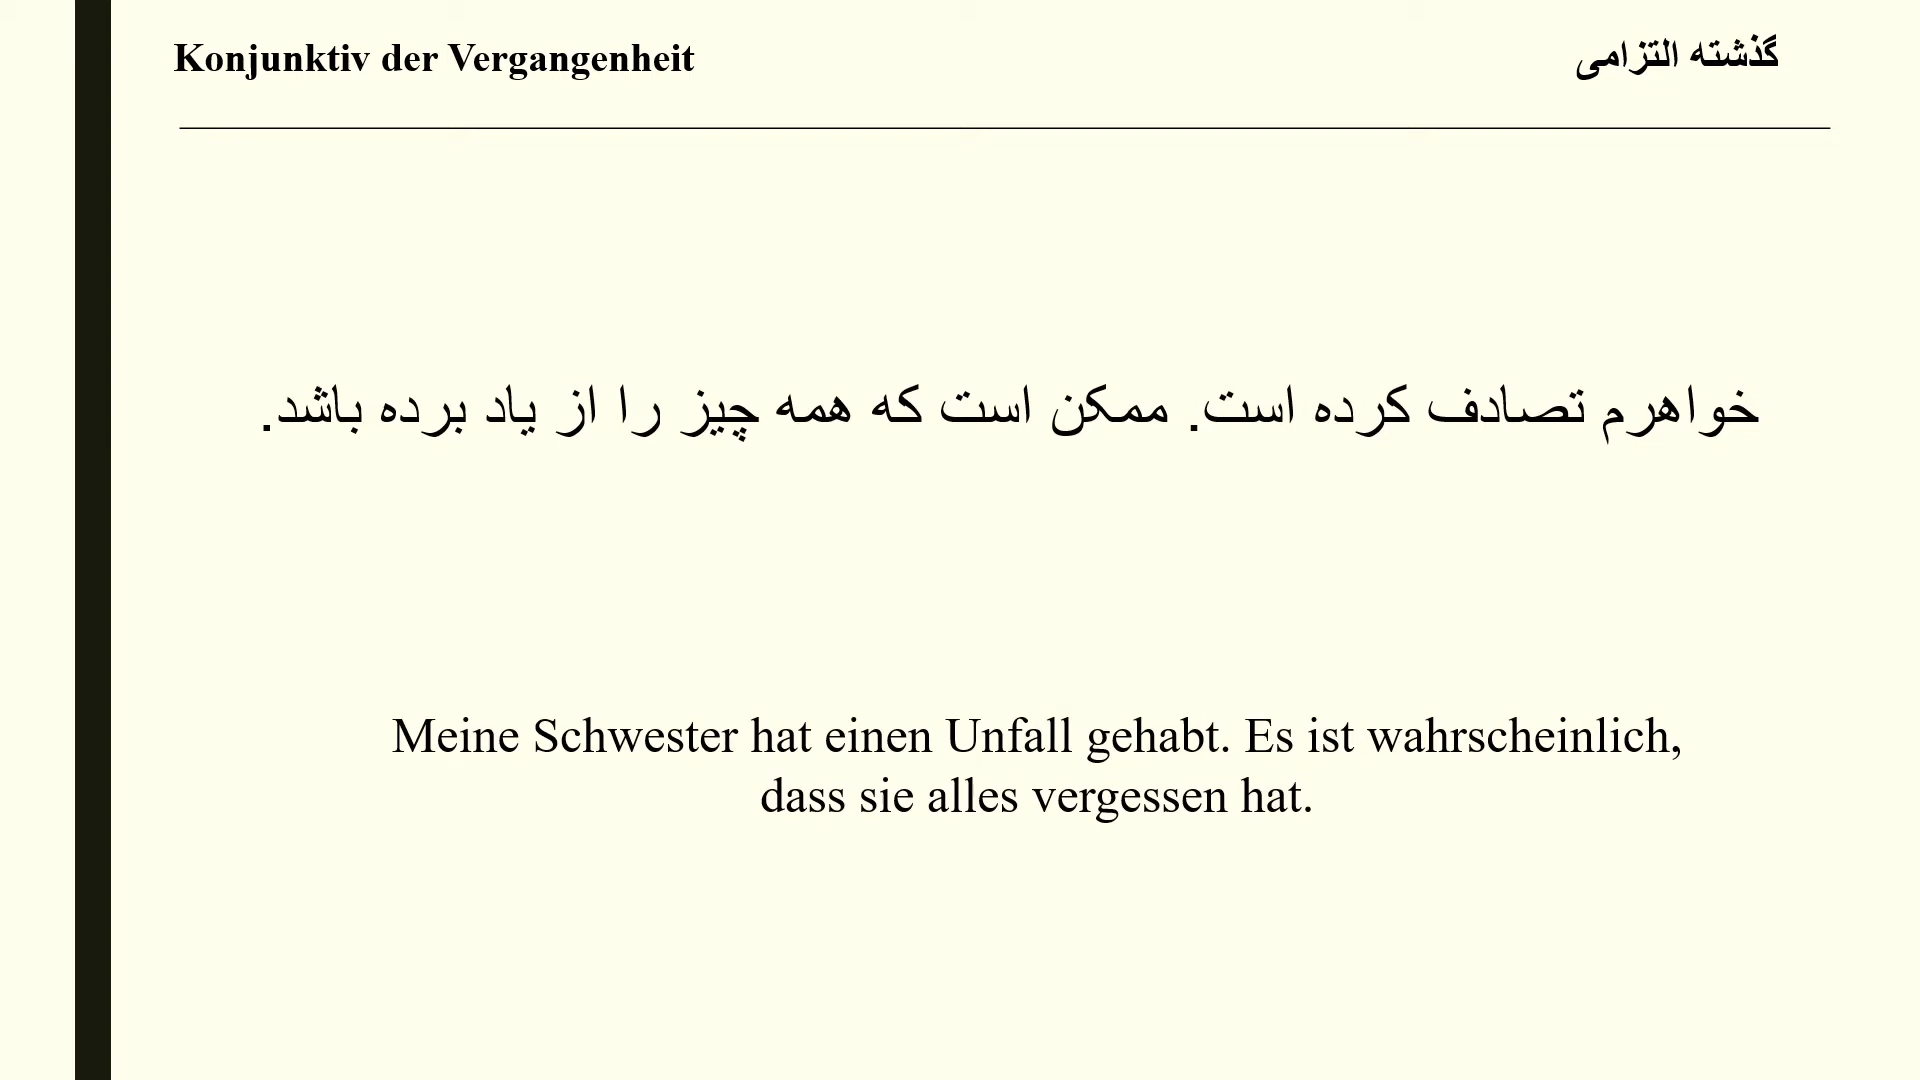 Konjunktiv der Vergangenheit
گذشته التزامی
خواهرم تصادف کرده است. ممکن است که همه چیز را از یاد برده باشد.
Meine Schwester hat einen Unfall gehabt. Es ist wahrscheinlich,
dass sie alles vergessen hat.